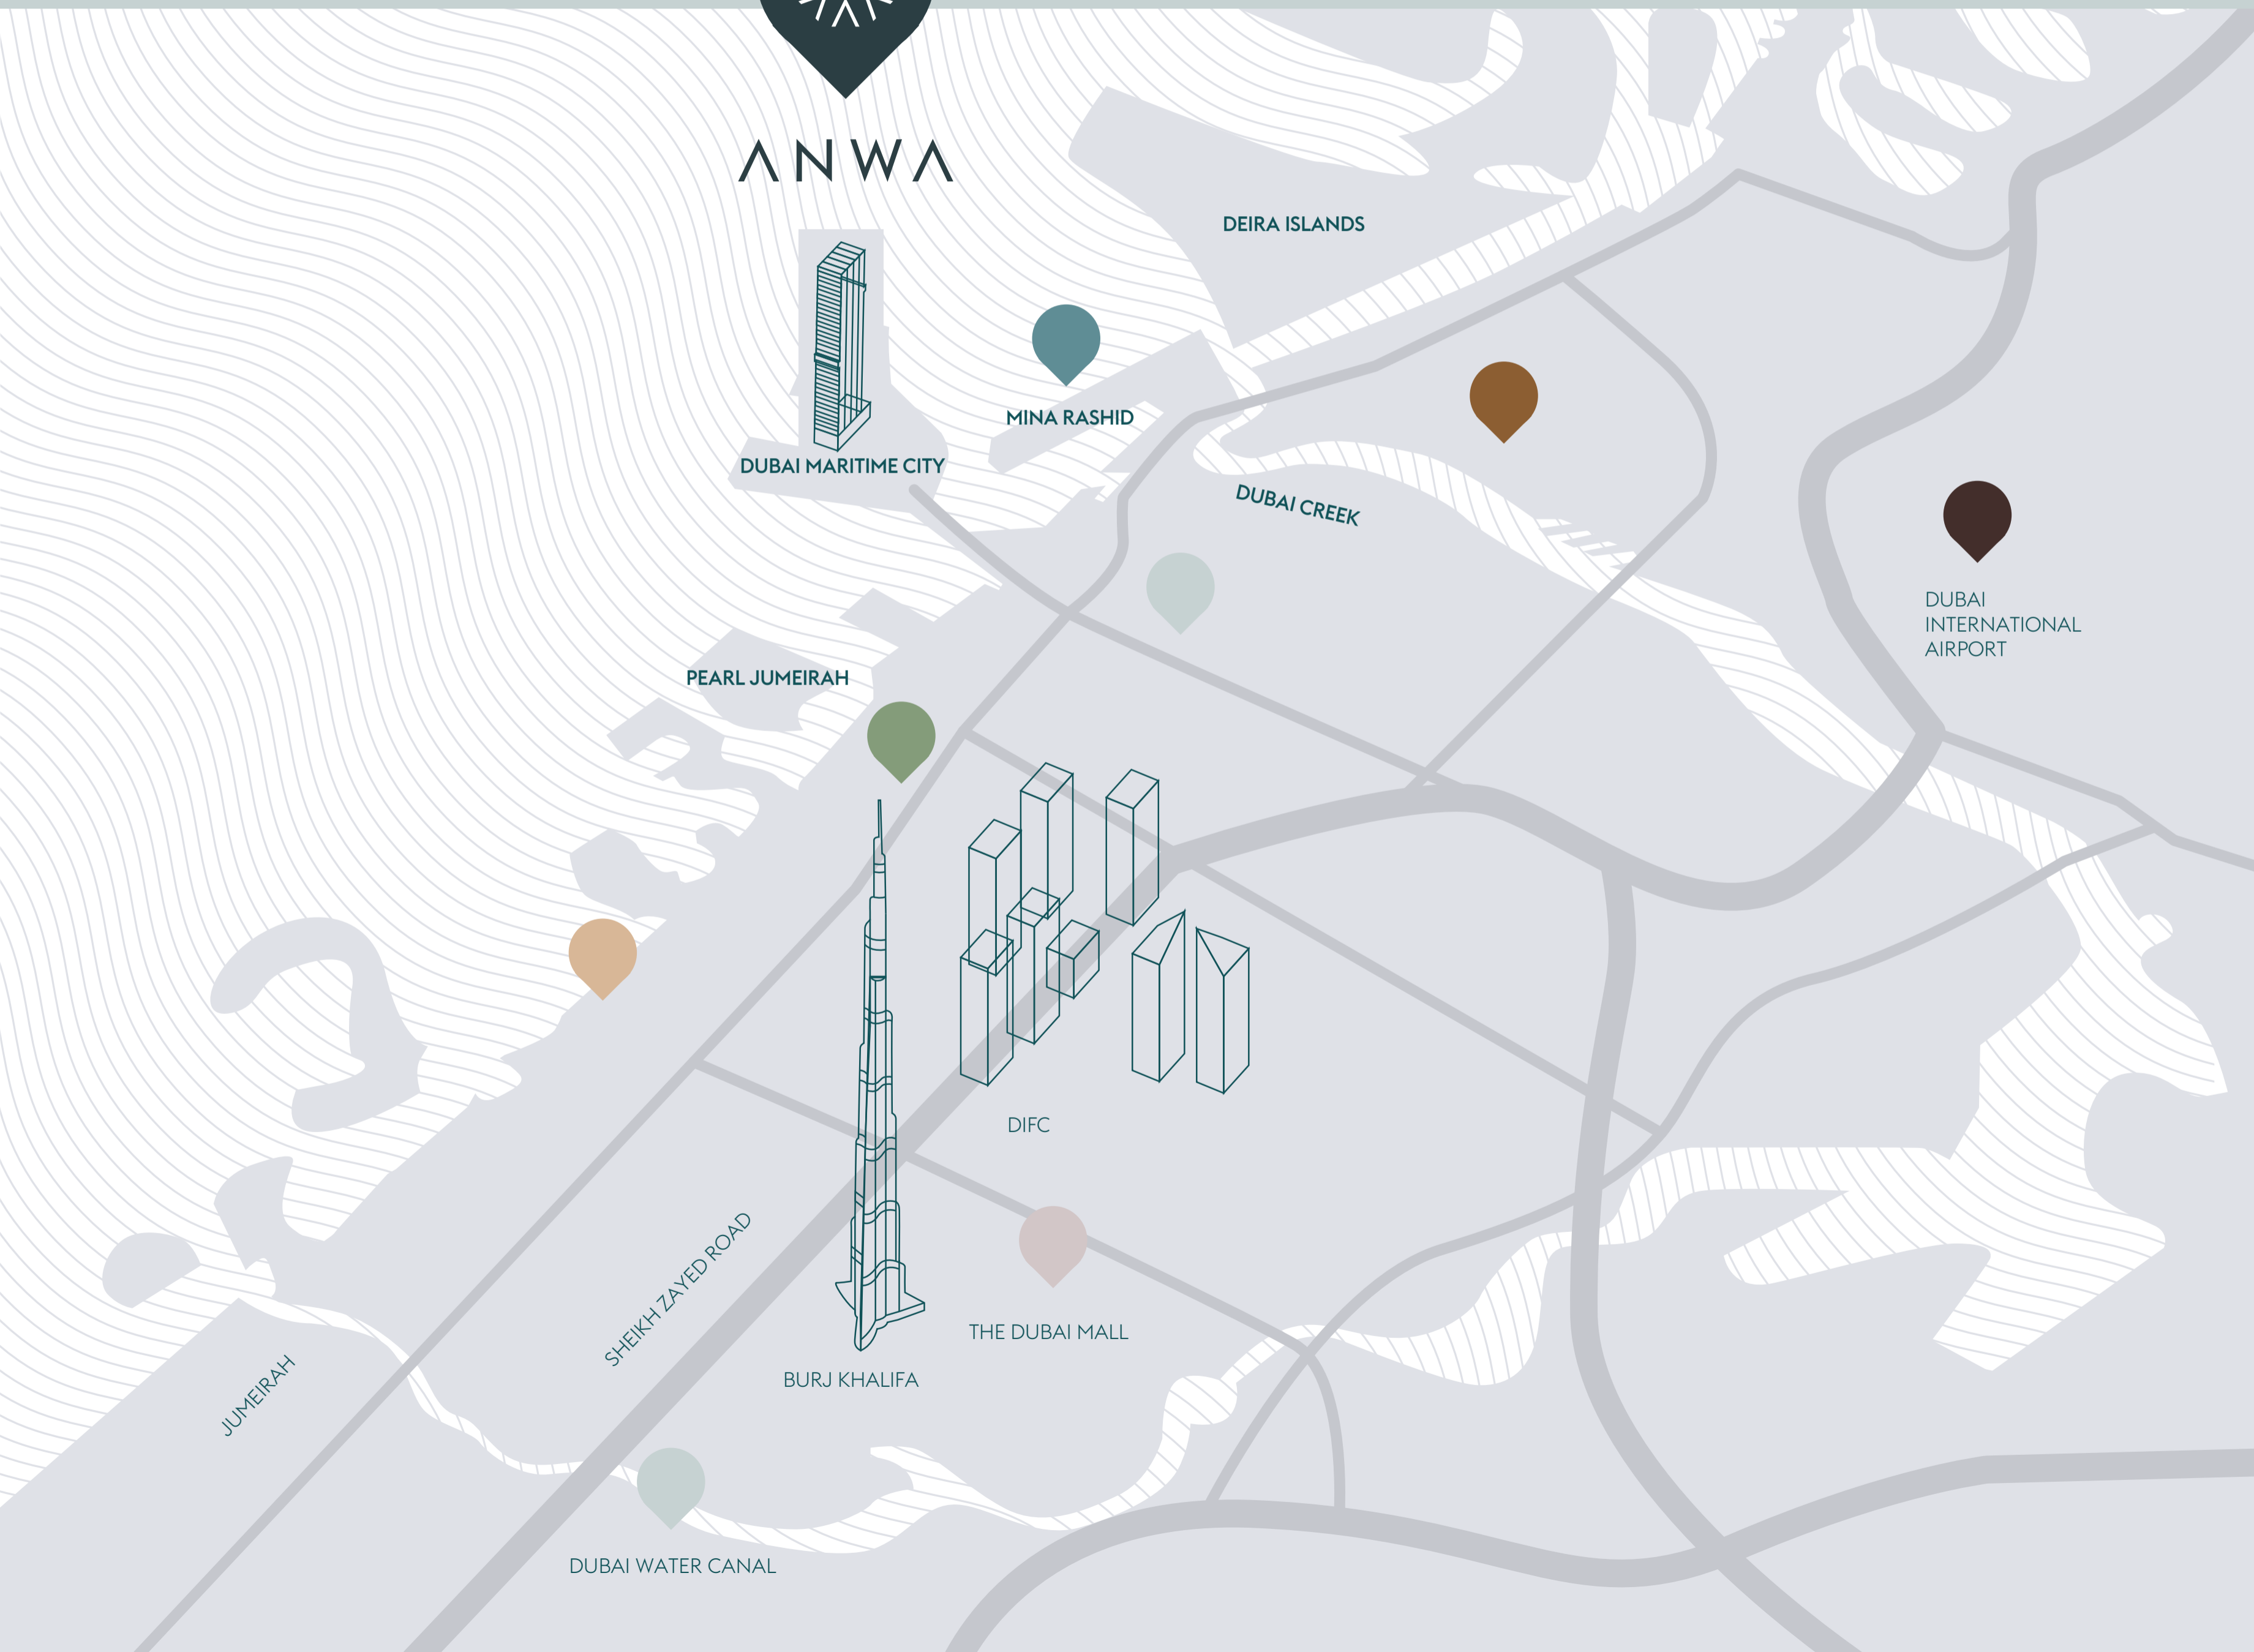 ANWA
DEIRA ISLANDS
MINA RASHID
DUBAI MARITIME CITY
DUBAI CREEK
DUBAI
INTERNATIONAL
AIRPORT
PEARL JUMEIRAH
DIFC
SHEIKH ZAYED ROAD
THE DUBAI MALL
BURJ KHALIFA
JUMEIRAH
DUBAI WATER CANAL